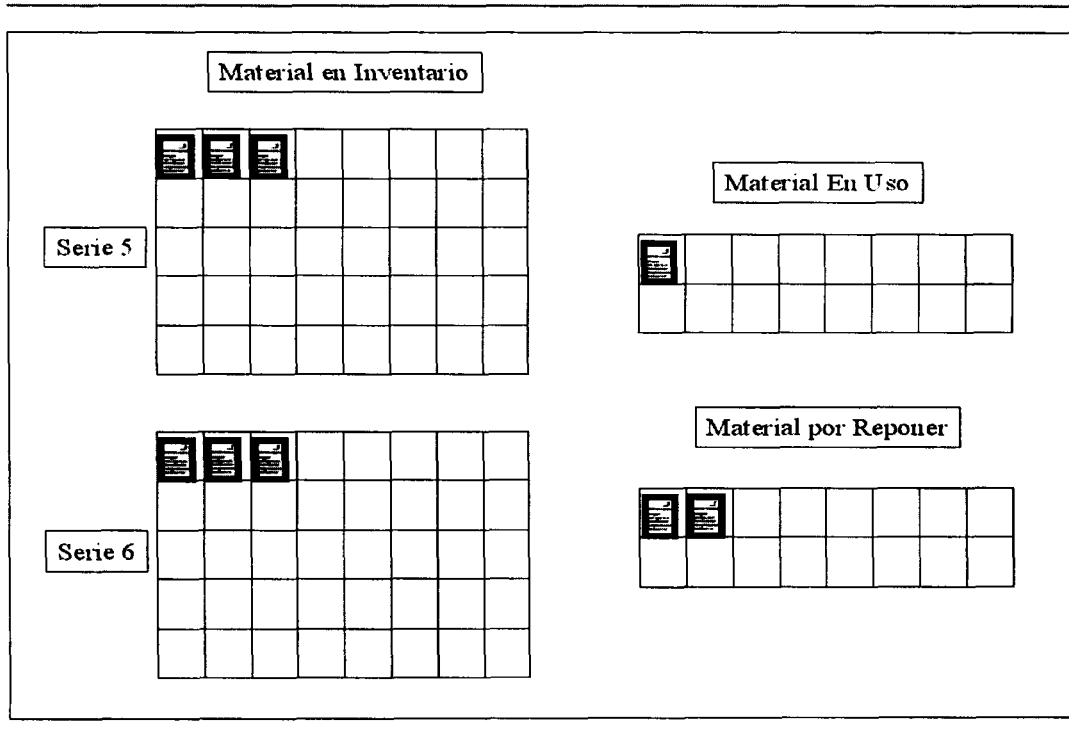 Material en Inventario
Serie 5
Material En Uso
Material por Reponer
Serie 6